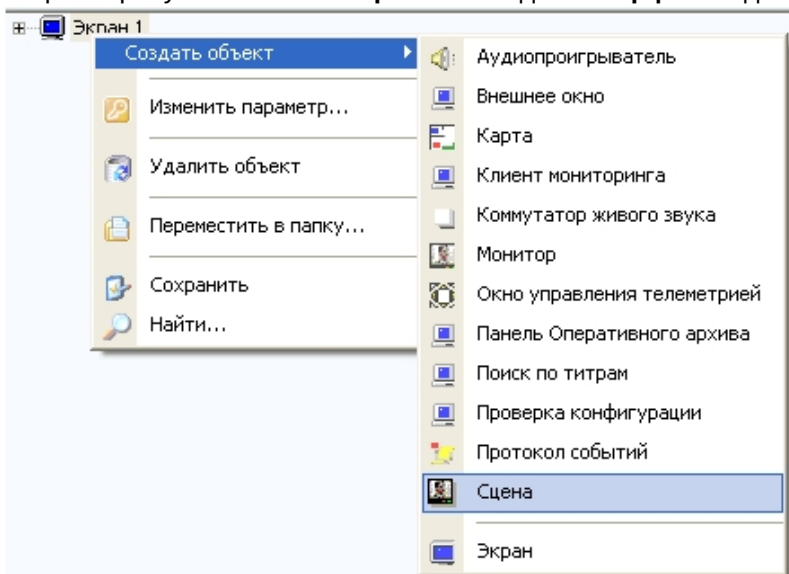 Экран 1
Создать объект
Изменить параметр...
Удалить объект
Переместить в папку...
Сохранить
Найти...
Аудиопроигрыватель
Внешнее окно
Карта
Клиент мониторинга
Коммутатор живого звука
Монитор
Окно управления телеметрией
Панель Оперативного архива
Поиск по титрам
Проверка конфигурации
Протокол событий
Сцена
Экран